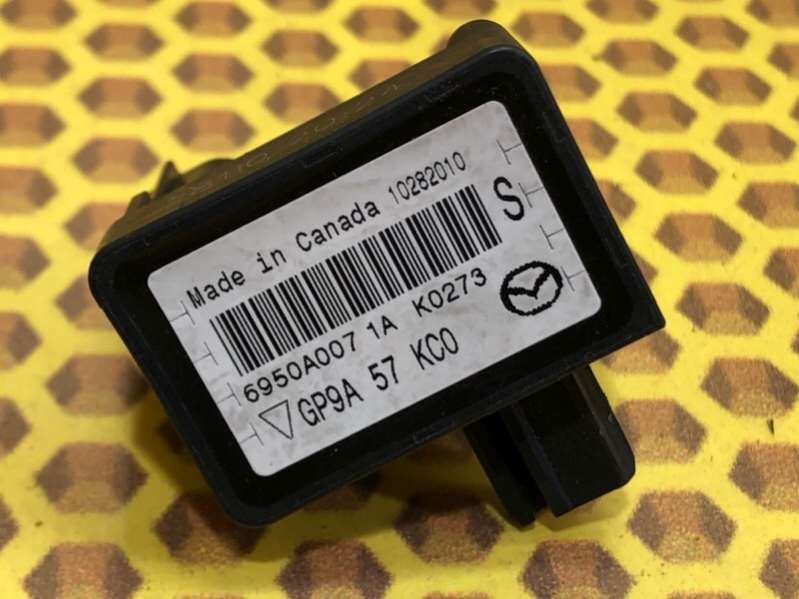 Made in Canada 10282010
S
6950A007 1A K0273
GP9A 57 KC0